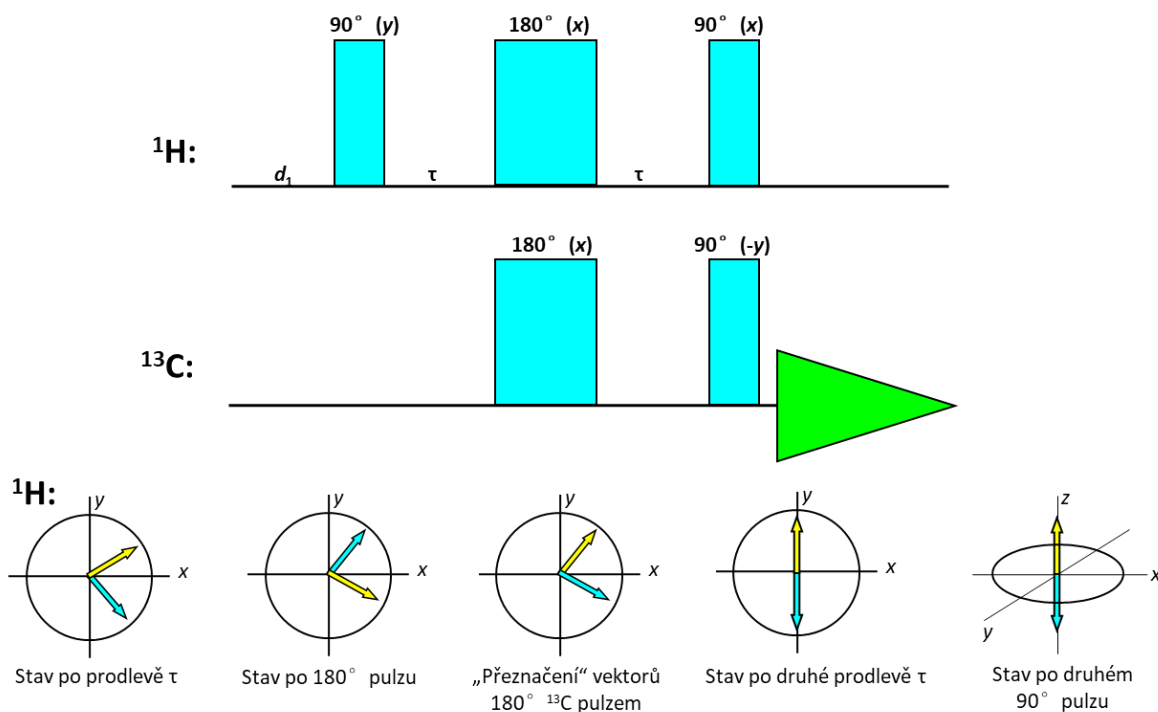 90° (y) 180° (x) 90° (x)
¹H:
d₁ τ τ
180° (x) 90° (-y)
¹³C:
¹H:
y y y y z
x x x x x
y
Stav po prodlevě τ
Stav po 180° pulzu
„Přeznačení“ vektorů
180° ¹³C pulzem
Stav po druhé prodlevě τ
Stav po druhém
90° pulzu